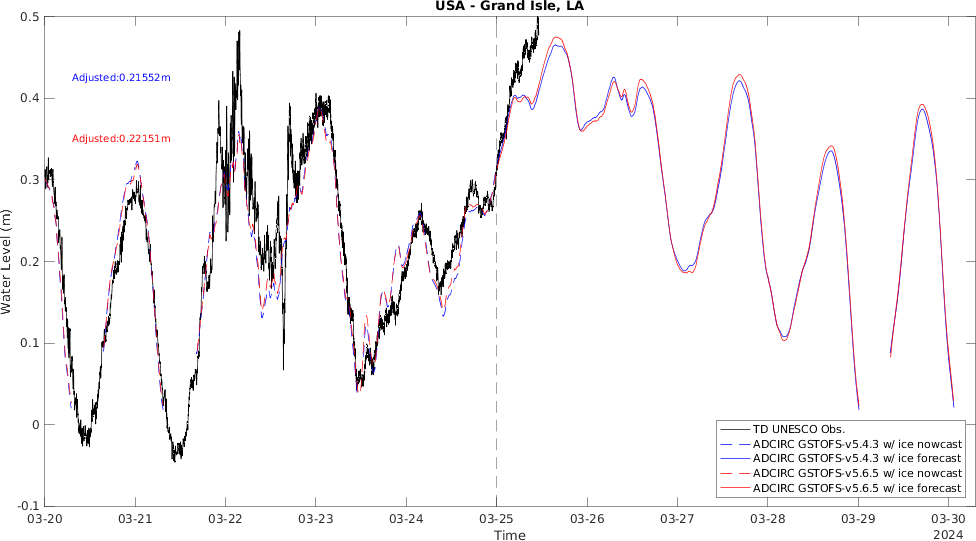 USA - Grand Isle, LA
0.5
0.4
0.3
0.2
0.1
0
-0.1
Water Level (m)
Adjusted:0.21552m
Adjusted:0.22151m
TD UNESCO Obs.
ADCIRC GSTOFS-v5.4.3 w/ ice nowcast
ADCIRC GSTOFS-v5.4.3 w/ ice forecast
ADCIRC GSTOFS-v5.6.5 w/ ice nowcast
ADCIRC GSTOFS-v5.6.5 w/ ice forecast
03-20 03-21 03-22 03-23 03-24 03-25 03-26 03-27 03-28 03-29 03-30
Time
2024